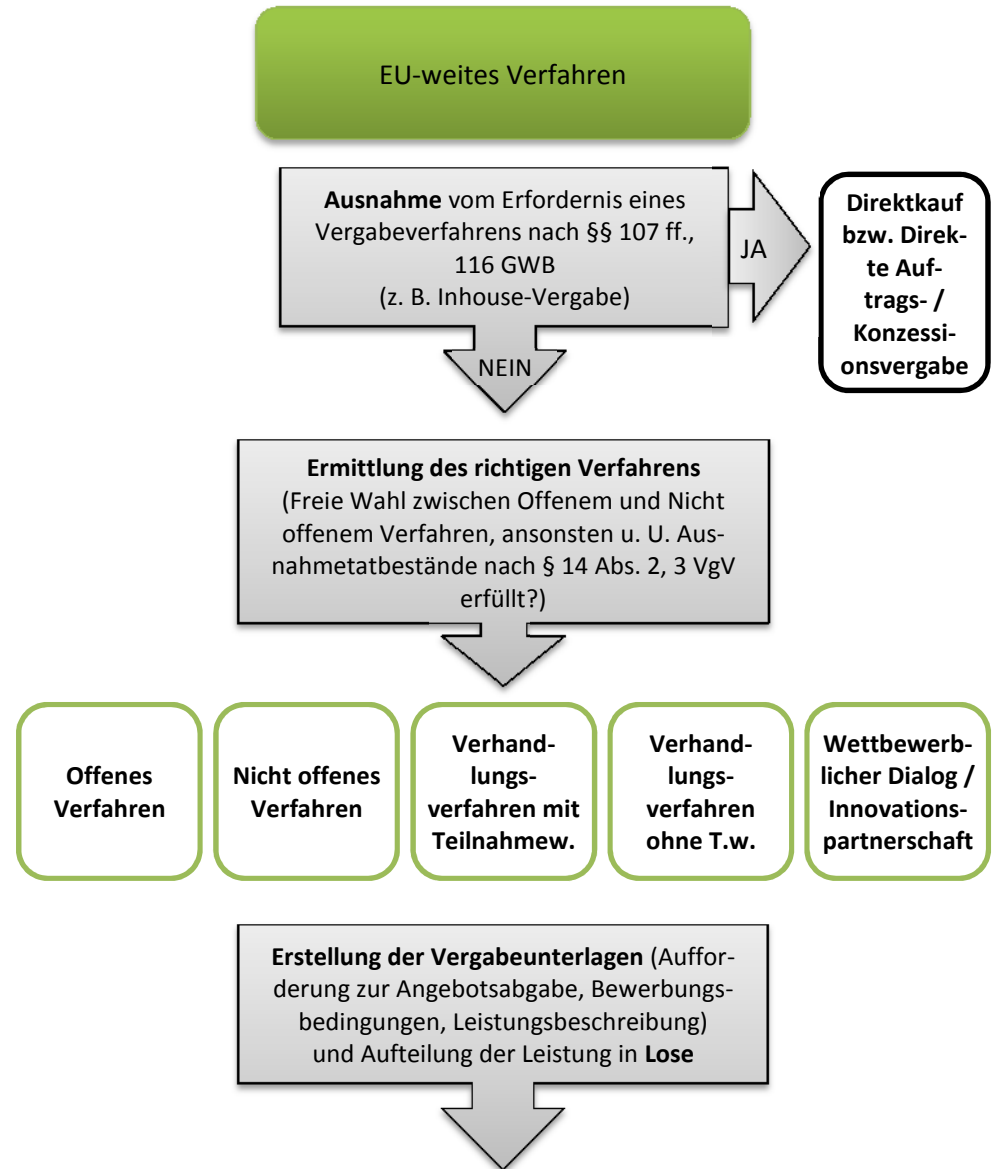 EU-weites Verfahren
Ausnahme vom Erfordernis eines
Vergabeverfahrens nach §§ 107 ff.,
116 GWB
(z. B. Inhouse-Vergabe)
JA
Direktkauf
bzw. Direk-
te Auf-
trags- /
Konzessi-
onsvergabe
NEIN
Ermittlung des richtigen Verfahrens
(Freie Wahl zwischen Offenem und Nicht
offenem Verfahren, ansonsten u. U. Aus-
nahmetatbestände nach § 14 Abs. 2, 3 VgV
erfüllt?)
Offenes
Verfahren
Nicht offenes
Verfahren
Verhand-
lungs-
verfahren mit
Teilnahmew.
Verhand-
lungs-
verfahren
ohne T.w.
Wettbewerb-
licher Dialog /
Innovations-
partnerschaft
Erstellung der Vergabeunterlagen (Auffor-
derung zur Angebotsabgabe, Bewerbungs-
bedingungen, Leistungsbeschreibung)
und Aufteilung der Leistung in Lose